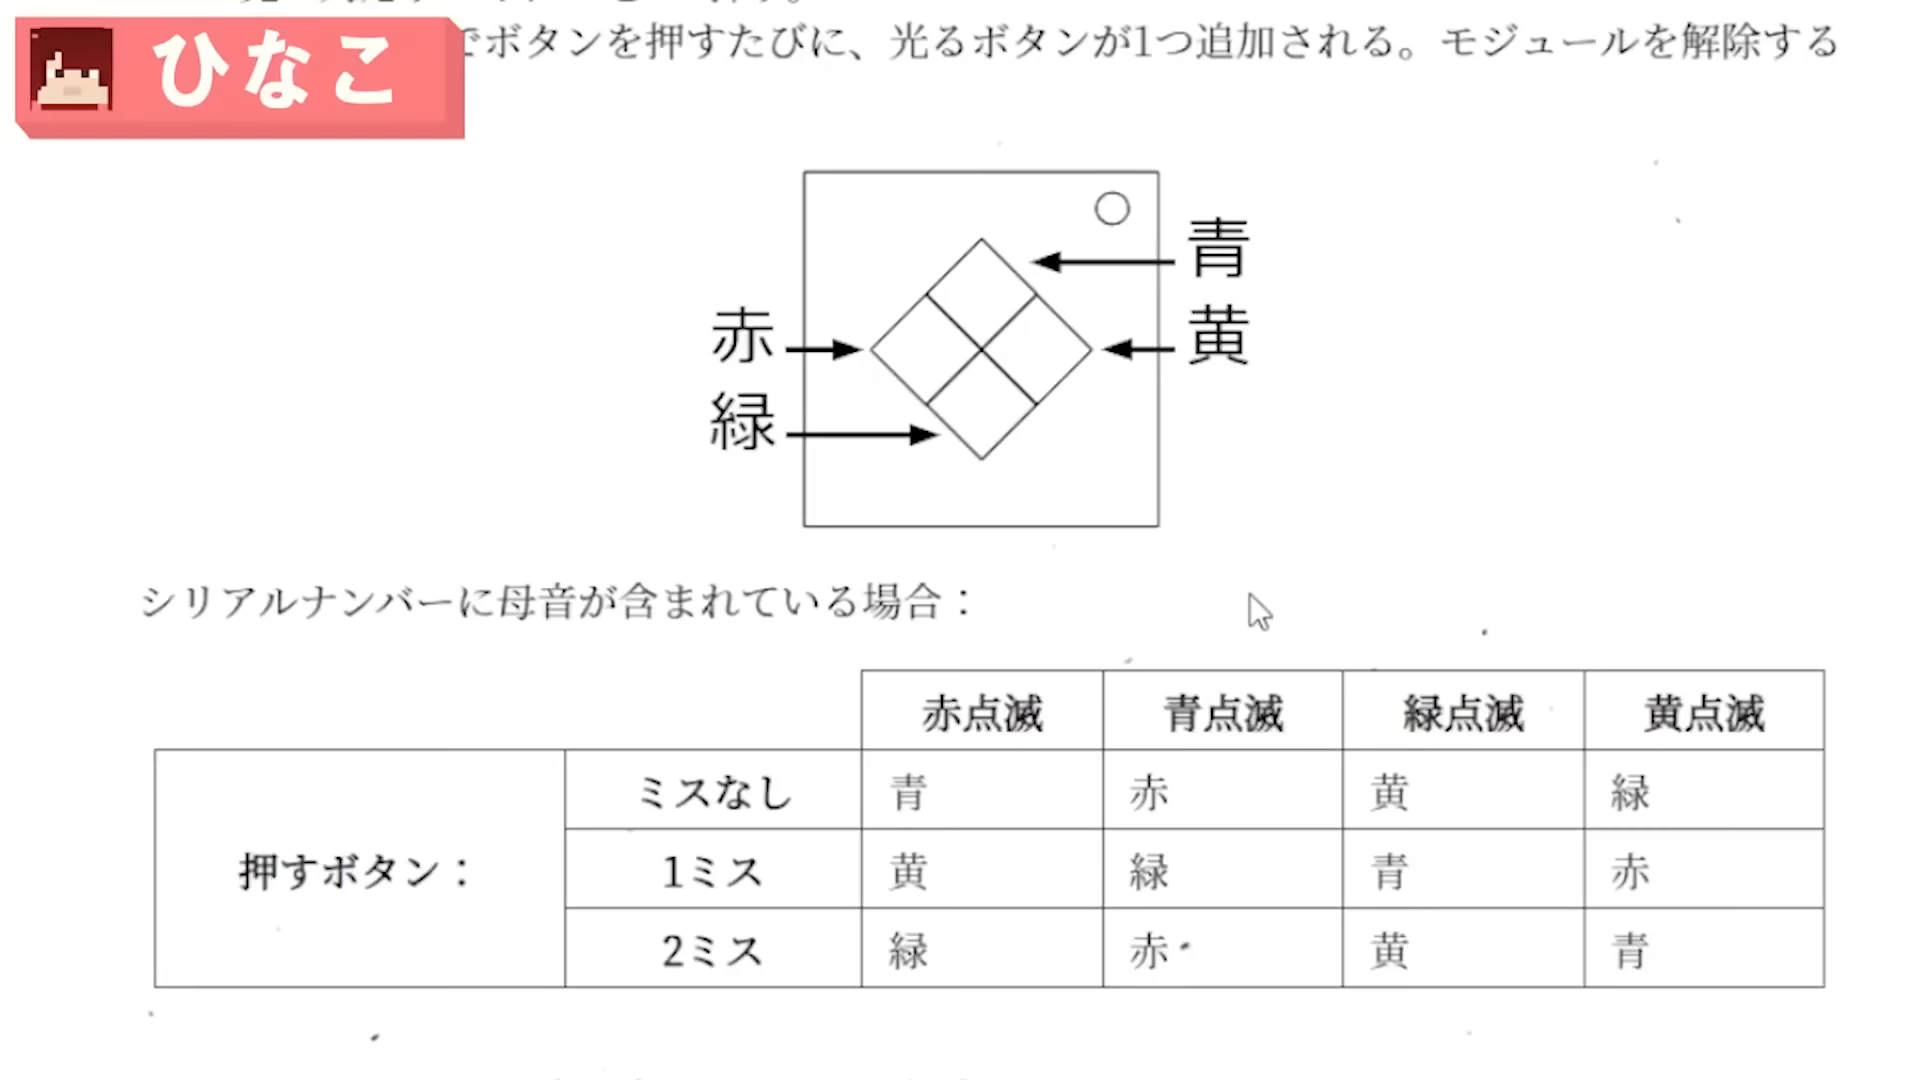 ひなこ
でボタンを押すたびに、光るボタンが1つ追加される。モジュールを解除する
青
赤 黄
緑
シリアルナンバーに母音が含まれている場合：
赤点滅 青点滅 緑点滅 黄点滅
ミスなし 青 赤 黄 緑
押すボタン： 1ミス 黄 緑 青 赤
2ミス 緑 赤 黄 青